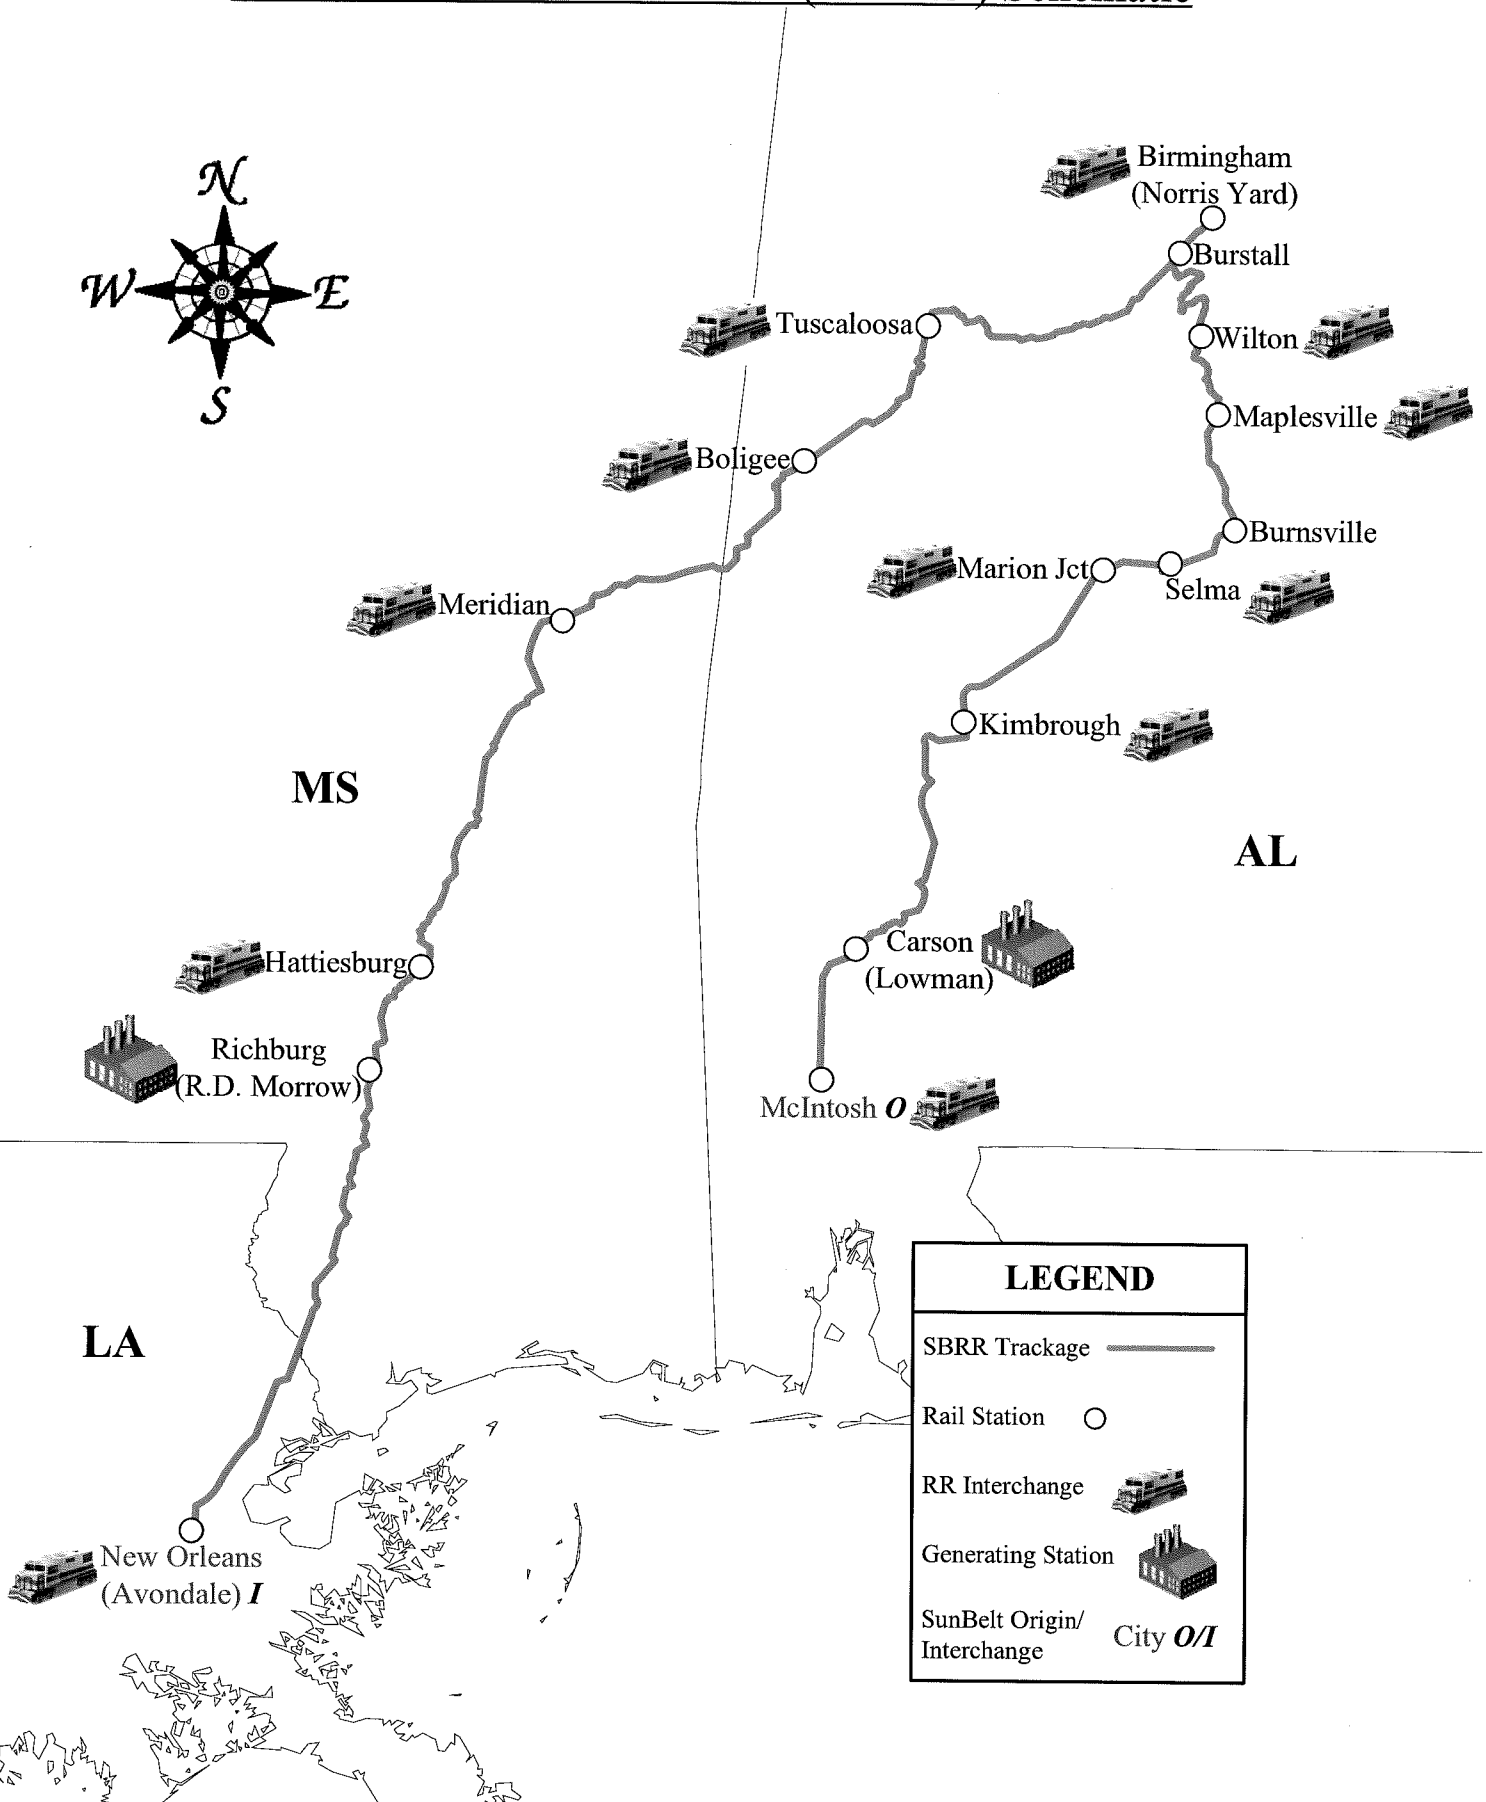 N
W
E
S
Birmingham
(Norris Yard)
Burstall
Tuscaloosa
Wilton
Maplesville
Boligee
Burnsville
Marion Jct
Selma
Meridian
Kimbrough
MS
AL
Hattiesburg
Carson
(Lowman)
Richburg
(R.D. Morrow)
McIntosh O
LA
New Orleans
(Avondale) I
LEGEND
SBRR Trackage
Rail Station
RR Interchange
Generating Station
SunBelt Origin/
Interchange
City O/I